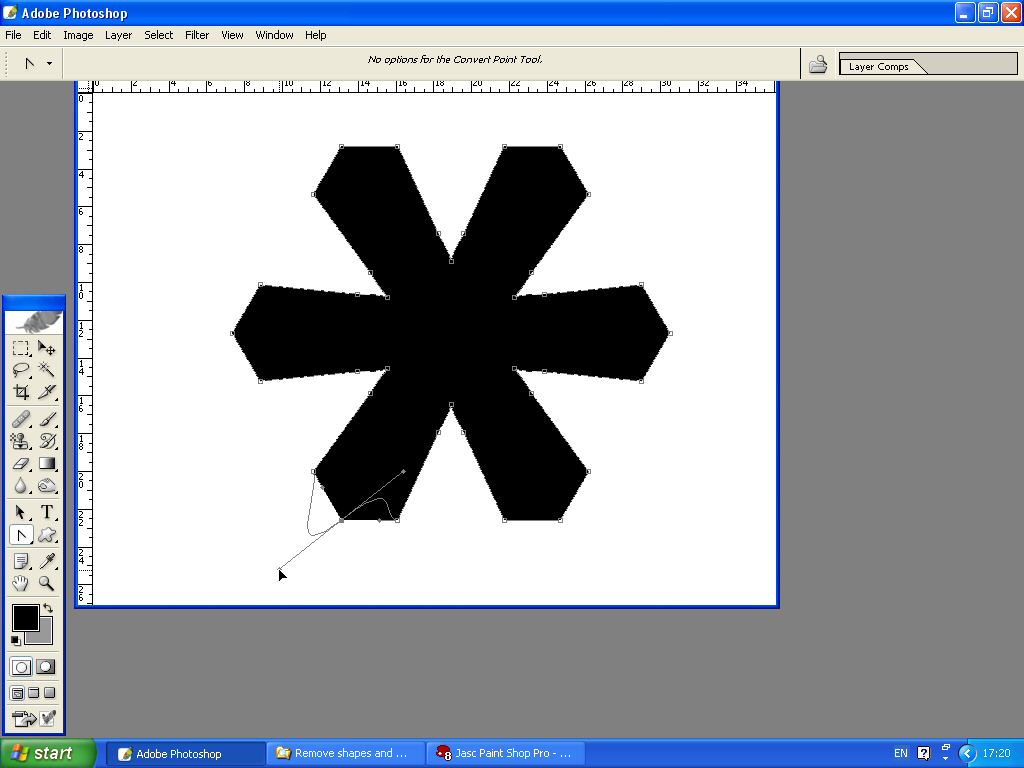 Adobe Photoshop
File Edit Image Layer Select Filter View Window Help
No options for the Convert Point Tool.
Layer Comps
0 2 4 6 8 10 12 14 16 18 20 22 24 26 28 30 32 34
0
2
4
6
8
10
12
14
16
18
20
22
24
26
T
start
Adobe Photoshop
Remove shapes and ...
8 Jasc Paint Shop Pro - ...
EN ? 17:20